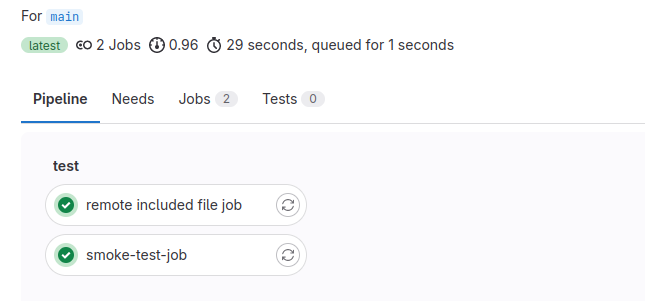 For main
latest 2 Jobs 0.96 29 seconds, queued for 1 seconds
Pipeline Needs Jobs 2 Tests 0
test
remote included file job
smoke-test-job